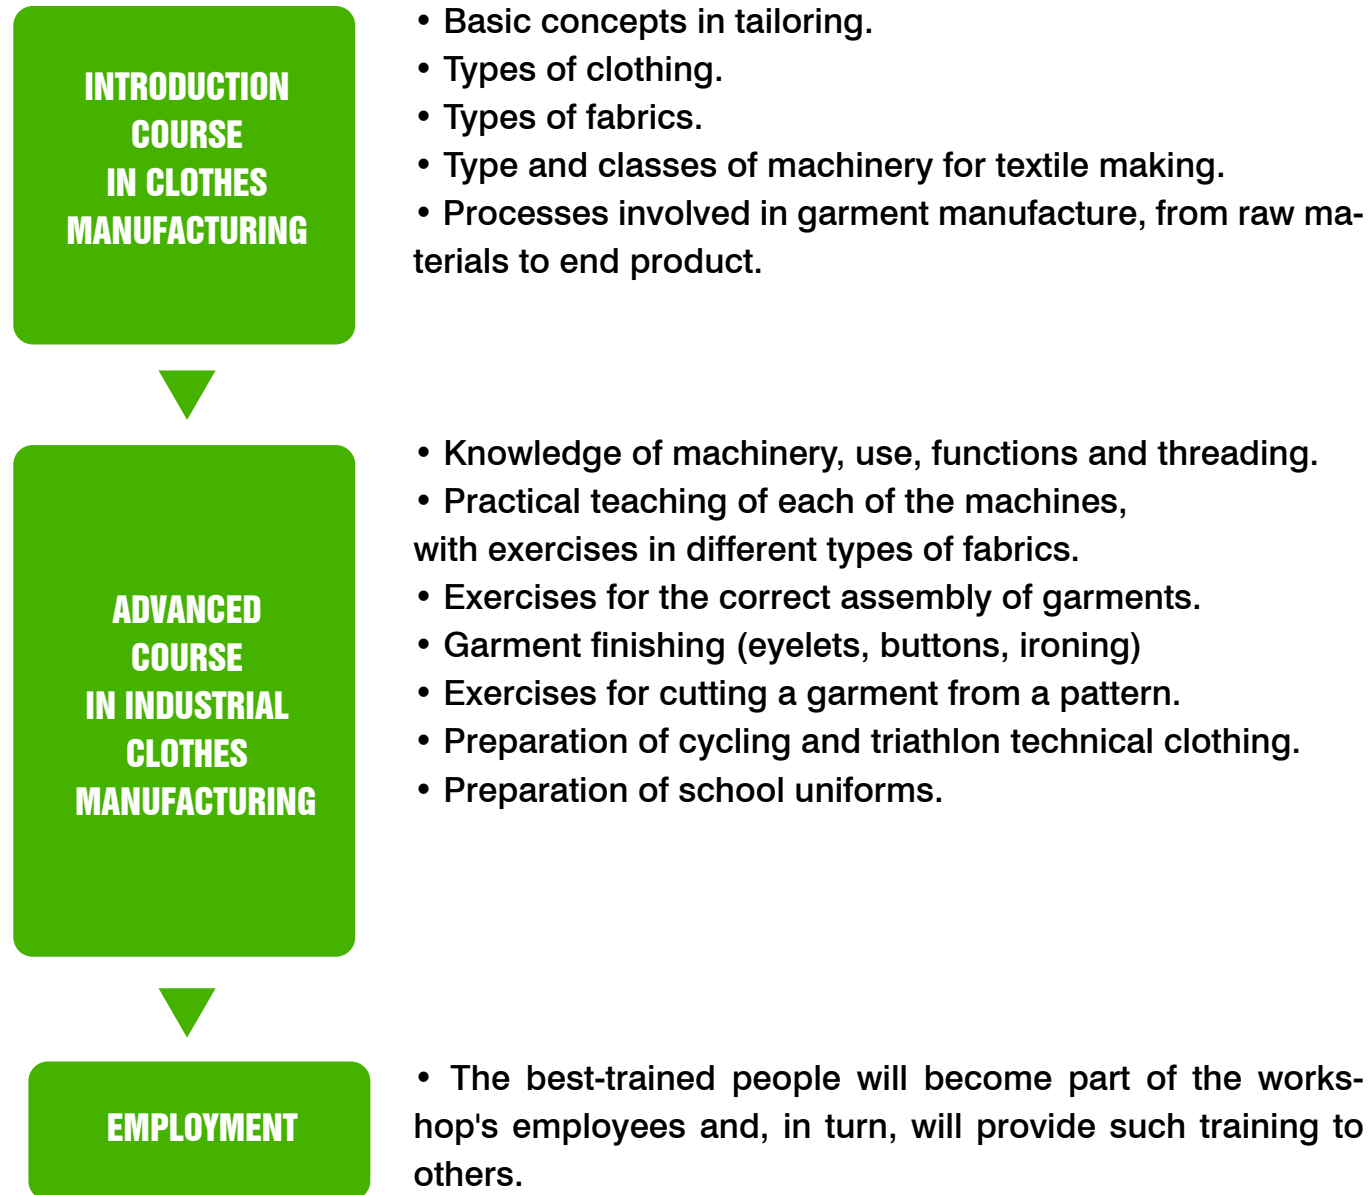 INTRODUCTION
COURSE
IN CLOTHES
MANUFACTURING
• Basic concepts in tailoring.
• Types of clothing.
• Types of fabrics.
• Type and classes of machinery for textile making.
• Processes involved in garment manufacture, from raw ma-
terials to end product.
ADVANCED
COURSE
IN INDUSTRIAL
CLOTHES
MANUFACTURING
• Knowledge of machinery, use, functions and threading.
• Practical teaching of each of the machines,
with exercises in different types of fabrics.
• Exercises for the correct assembly of garments.
• Garment finishing (eyelets, buttons, ironing)
• Exercises for cutting a garment from a pattern.
• Preparation of cycling and triathlon technical clothing.
• Preparation of school uniforms.
EMPLOYMENT
• The best-trained people will become part of the works-
hop's employees and, in turn, will provide such training to
others.